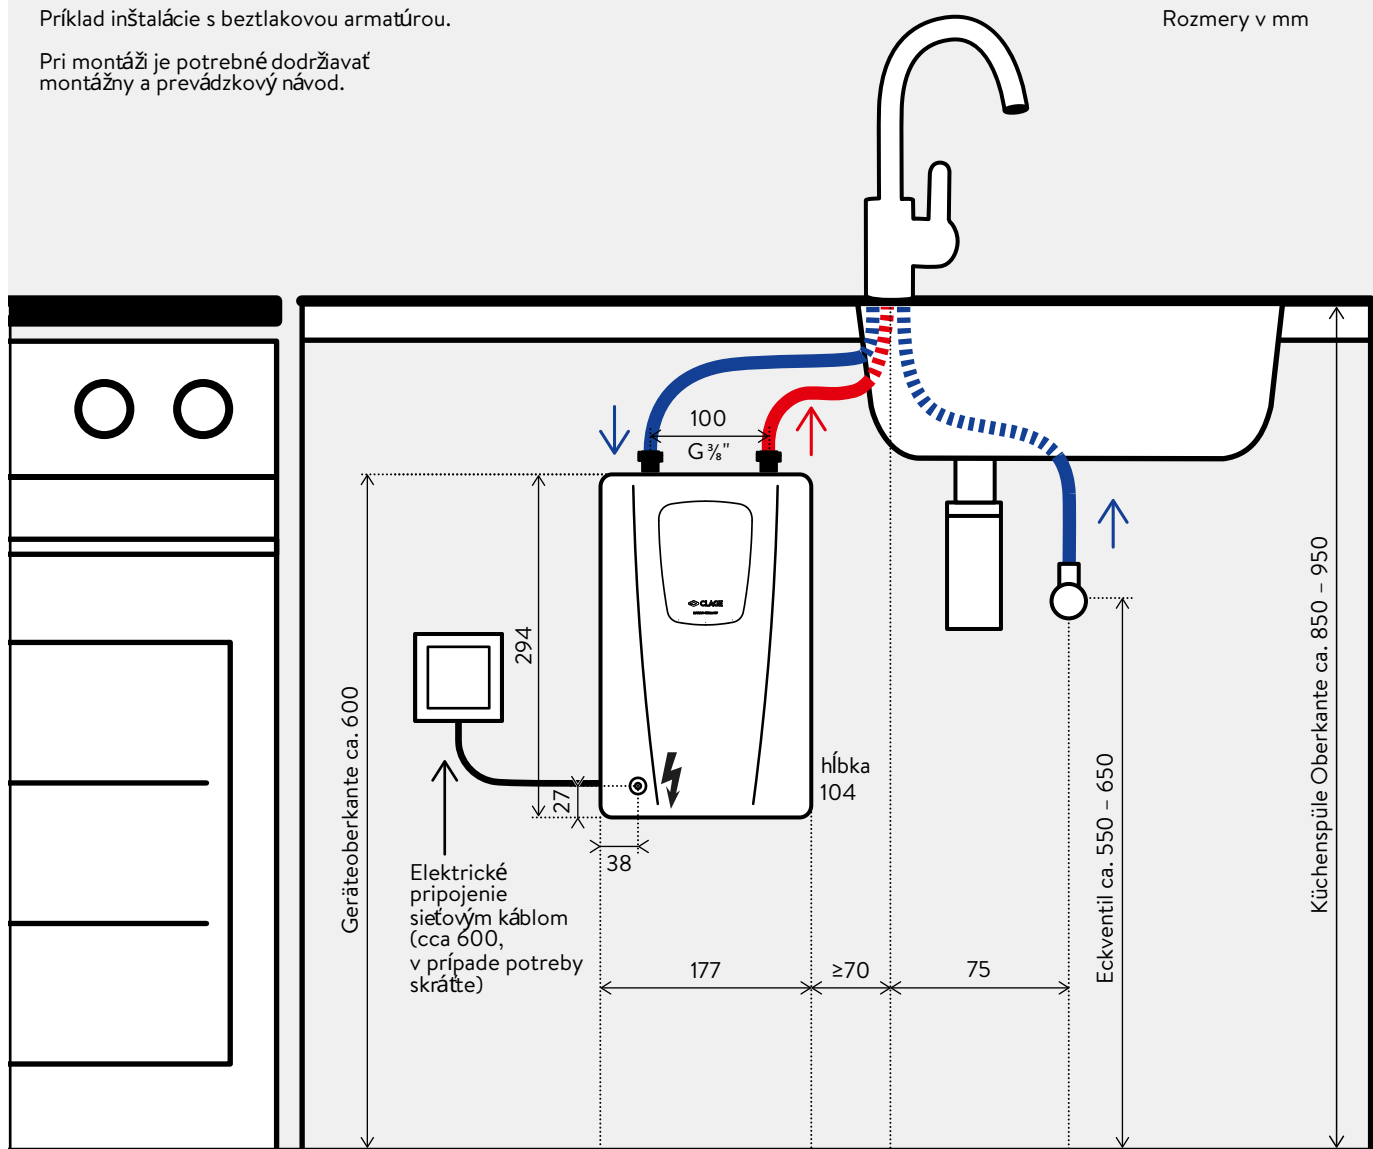 Príklad inštalácie s beztlakovou armatúrou.
Rozmery v mm
Pri montáži je potrebné dodržiavať
montážny a prevádzkový návod.
100
G ⅜"
CLAGE
294
27
38
hĺbka
104
Geräteoberkante ca. 600
Elektrické
pripojenie
sieťovým káblom
(cca 600,
v prípade potreby
skráťte)
177
≥70
75
Eckventil ca. 550 – 650
Küchenspüle Oberkante ca. 850 – 950